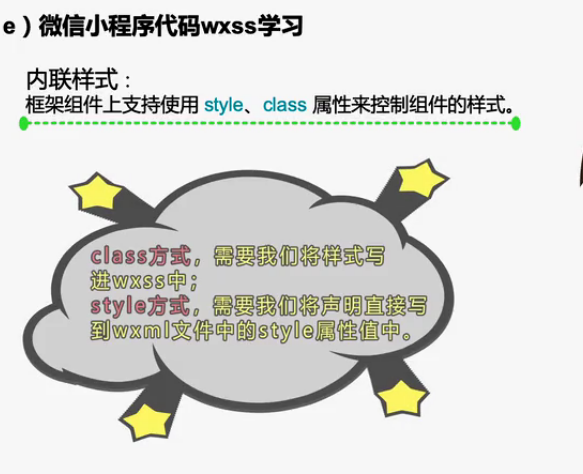 e）微信小程序代码wxss学习
内联样式：
框架组件上支持使用 style、class 属性来控制组件的样式。
class方式，需要我们将样式写
进wxss中；
style方式，需要我们将声明直接写
到wxml文件中的style属性值中。